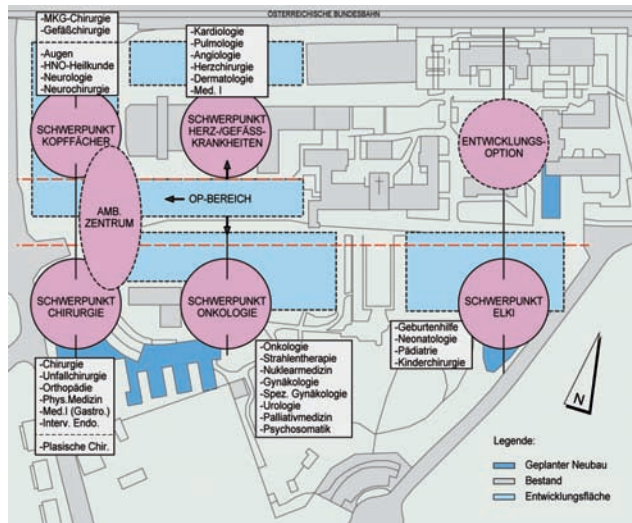 ÖSTERREICHISCHE BUNDESBAHN
-MKG-Chirurgie
-Gefäßchirurgie
-Augen
-HNO-Heilkunde
-Neurologie
-Neurochirurgie
-Kardiologie
-Pulmologie
-Angiologie
-Herzchirurgie
-Dermatologie
-Med. I
SCHWERPUNKT
KOPFFÄCHER
SCHWERPUNKT
HERZ-/GEFÄSS-
KRANKHEITEN
ENTWICKLUNGS-
OPTION
AMB.
ZENTRUM
OP-BEREICH
SCHWERPUNKT
CHIRURGIE
SCHWERPUNKT
ONKOLOGIE
SCHWERPUNKT
ELKI
-Chirurgie
-Unfallchirurgie
-Orthopädie
-Phys.Medizin
-Med.I (Gastro.)
-Interv. Endo.
-Plasische Chir.
-Onkologie
-Strahlentherapie
-Nuklearmedizin
-Gynäkologie
-Spez. Gynäkologie
-Urologie
-Palliativmedizin
-Psychosomatik
-Geburtenhilfe
-Neonatologie
-Pädiatrie
-Kinderchirurgie
N
Legende:
Geplanter Neubau
Bestand
Entwicklungsfläche